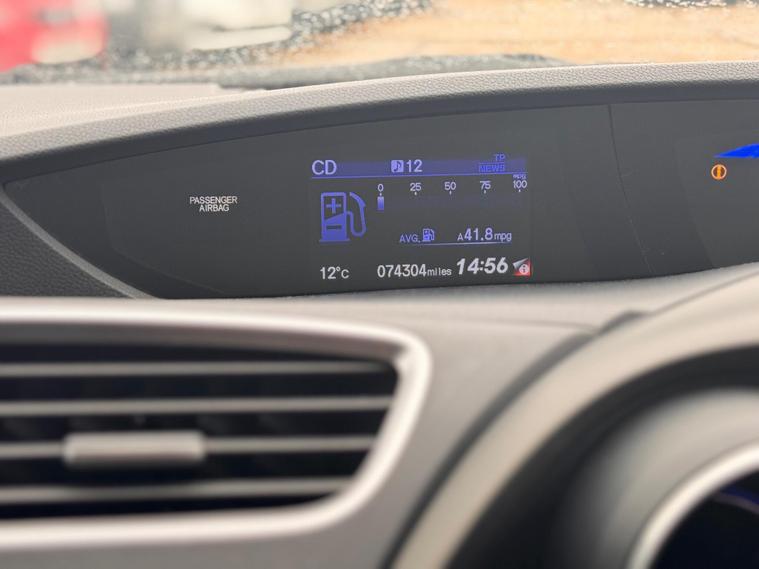 CD 12 TP
NEWS
mpg
0 25 50 75 100
PASSENGER
AIRBAG
AVG. A41.8mpg
12°C 074304miles 14:56 i